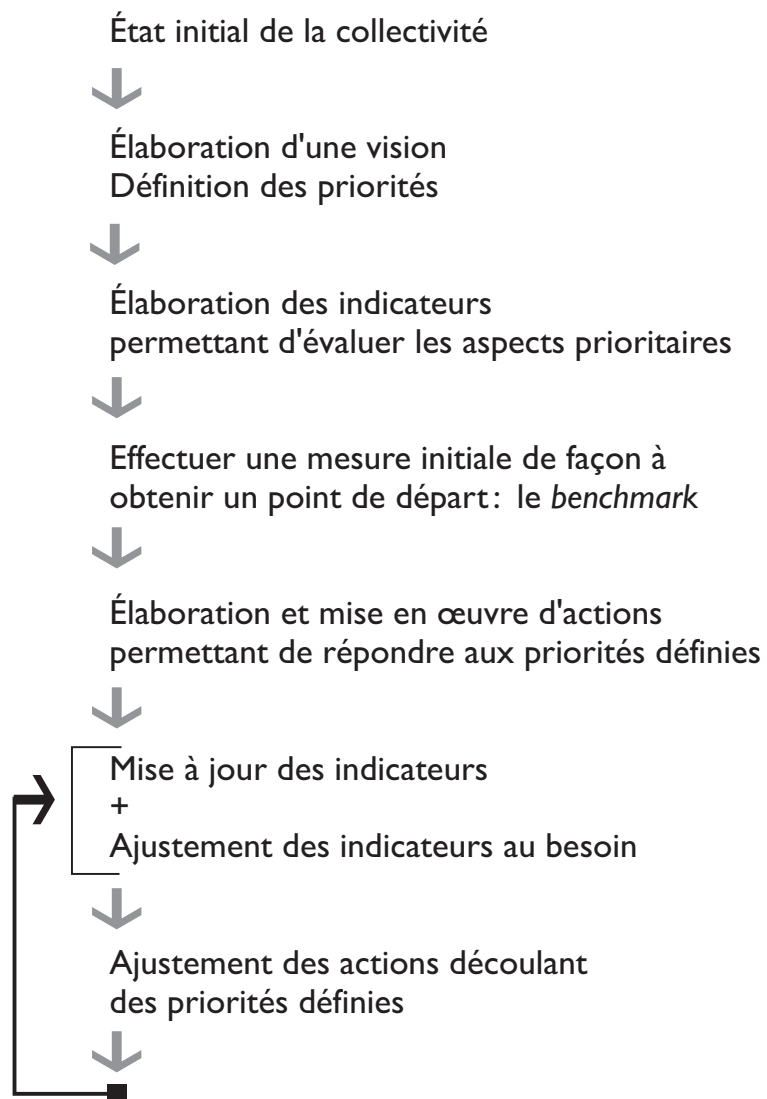 État initial de la collectivité
Élaboration d'une vision
Définition des priorités
Élaboration des indicateurs
permettant d'évaluer les aspects prioritaires
Effectuer une mesure initiale de façon à
obtenir un point de départ : le benchmark
Élaboration et mise en œuvre d'actions
permettant de répondre aux priorités définies
Mise à jour des indicateurs
+
Ajustement des indicateurs au besoin
Ajustement des actions découlant
des priorités définies